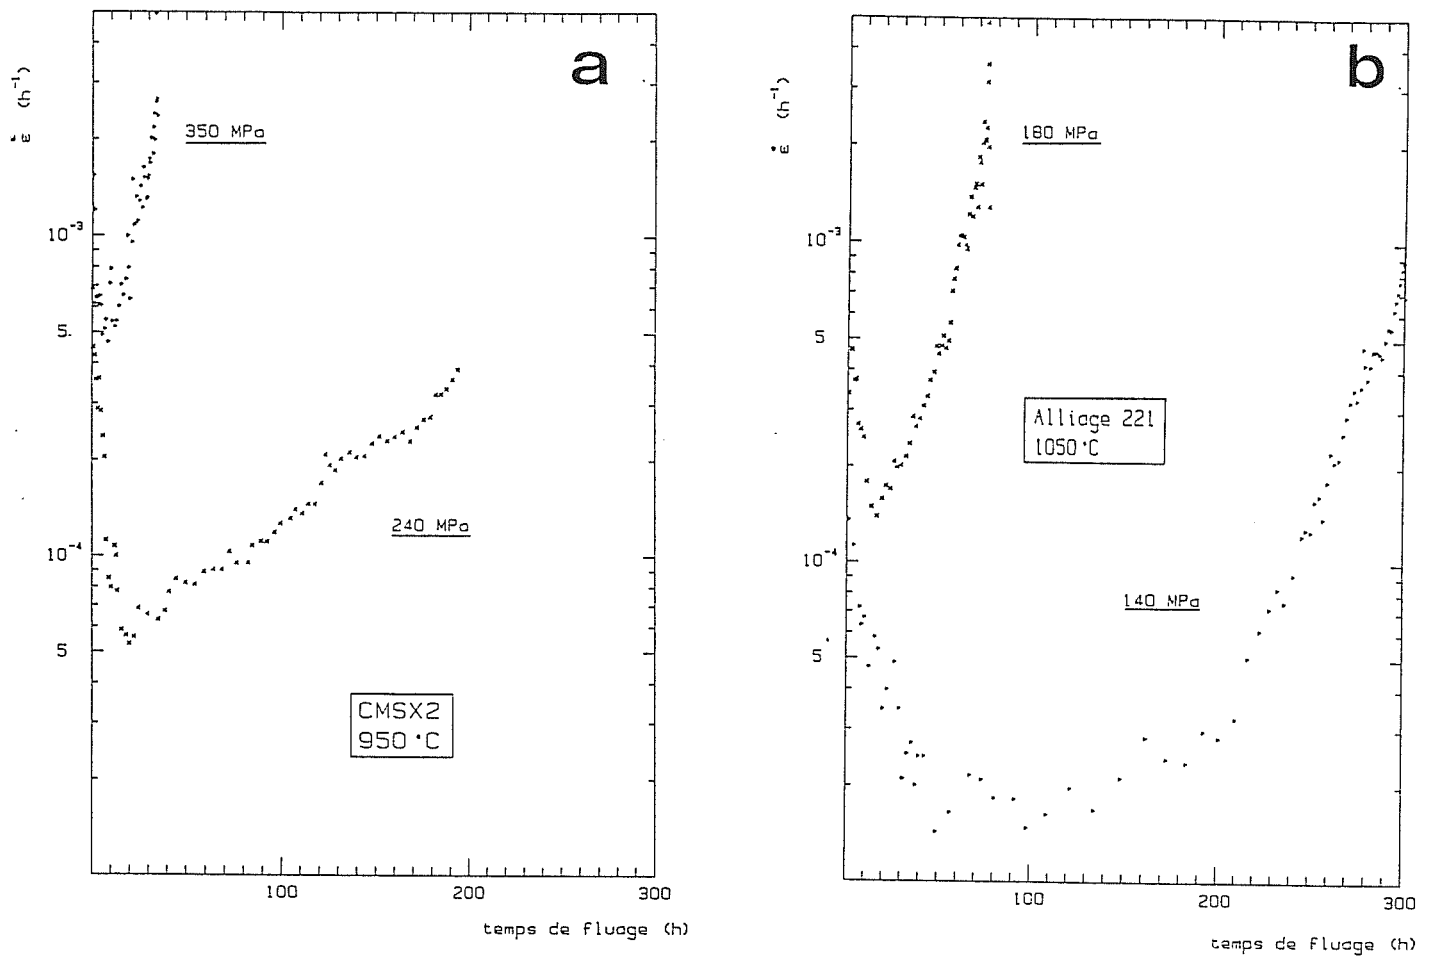 a
ε̇ (h⁻¹)
350 MPa
10⁻³
5
240 MPa
10⁻⁴
5
CMSX2
950°C
100
200
300
temps de fluage (h)
b
ε̇ (h⁻¹)
180 MPa
10⁻³
5
Alliage 221
1050°C
10⁻⁴
140 MPa
5
100
200
300
temps de fluage (h)